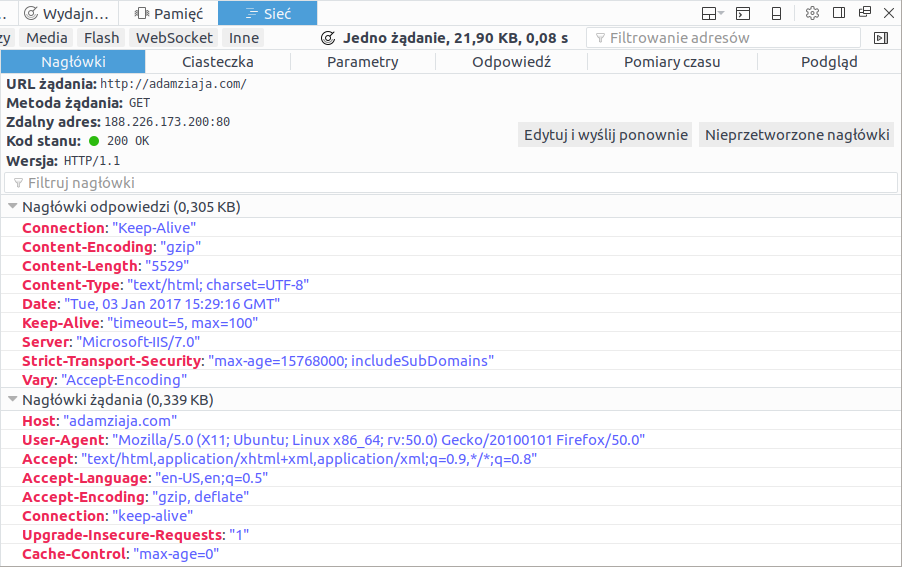 Wydajn… Pamięć Sieć
zy Media Flash WebSocket Inne Jedno żądanie, 21,90 KB, 0,08 s Filtrowanie adresów
Nagłówki Ciasteczka Parametry Odpowiedź Pomiary czasu Podgląd
URL żądania: http://adamziaja.com/
Metoda żądania: GET
Zdalny adres: 188.226.173.200:80
Kod stanu: 200 OK
Edytuj i wyślij ponownie Nieprzetworzone nagłówki
Wersja: HTTP/1.1
Filtruj nagłówki
Nagłówki odpowiedzi (0,305 KB)
Connection: "Keep-Alive"
Content-Encoding: "gzip"
Content-Length: "5529"
Content-Type: "text/html; charset=UTF-8"
Date: "Tue, 03 Jan 2017 15:29:16 GMT"
Keep-Alive: "timeout=5, max=100"
Server: "Microsoft-IIS/7.0"
Strict-Transport-Security: "max-age=15768000; includeSubDomains"
Vary: "Accept-Encoding"
Nagłówki żądania (0,339 KB)
Host: "adamziaja.com"
User-Agent: "Mozilla/5.0 (X11; Ubuntu; Linux x86_64; rv:50.0) Gecko/20100101 Firefox/50.0"
Accept: "text/html,application/xhtml+xml,application/xml;q=0.9,*/*;q=0.8"
Accept-Language: "en-US,en;q=0.5"
Accept-Encoding: "gzip, deflate"
Connection: "keep-alive"
Upgrade-Insecure-Requests: "1"
Cache-Control: "max-age=0"